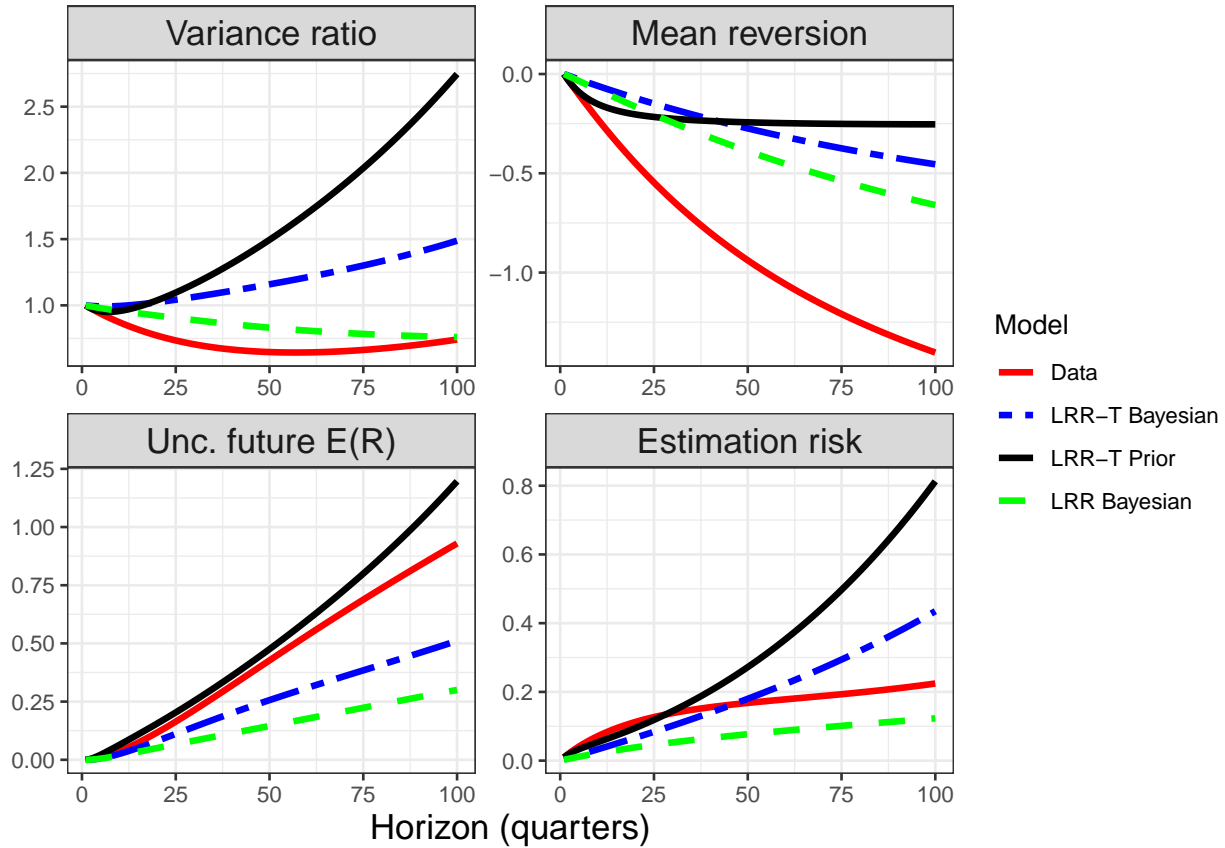 Variance ratio
Mean reversion
2.5
2.0
1.5
1.0
0 25 50 75 100
0.0
−0.5
−1.0
0 25 50 75 100
Unc. future E(R)
Estimation risk
1.25
1.00
0.75
0.50
0.25
0.00
0 25 50 75 100
0.8
0.6
0.4
0.2
0.0
0 25 50 75 100
Horizon (quarters)
Model
Data
LRR−T Bayesian
LRR−T Prior
LRR Bayesian